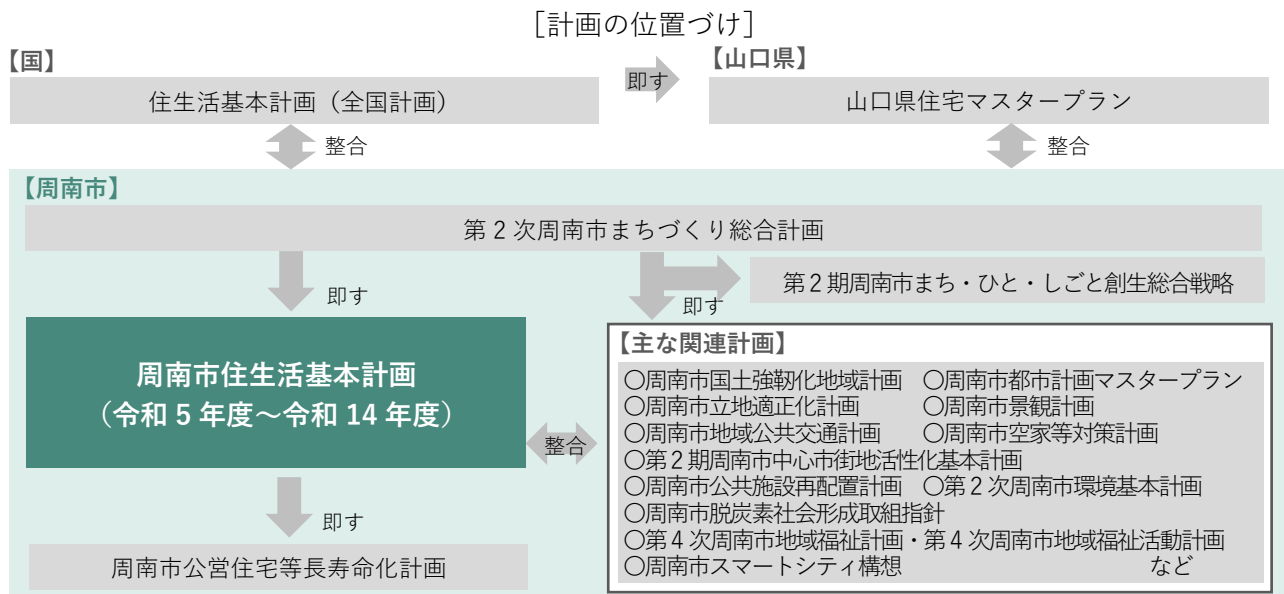 ［計画の位置づけ］
【国】
【山口県】
住生活基本計画（全国計画）
即す
山口県住宅マスタープラン
整合
整合
【周南市】
第２次周南市まちづくり総合計画
即す
即す
第２期周南市まち・ひと・しごと創生総合戦略
周南市住生活基本計画
（令和５年度～令和 14 年度）
整合
【主な関連計画】
〇周南市国土強靭化地域計画　〇周南市都市計画マスタープラン
〇周南市立地適正化計画　〇周南市景観計画
〇周南市地域公共交通計画　〇周南市空家等対策計画
〇第２期周南市中心市街地活性化基本計画
〇周南市公共施設再配置計画　〇第２次周南市環境基本計画
〇周南市脱炭素社会形成取組指針
〇第４次周南市地域福祉計画・第４次周南市地域福祉活動計画
〇周南市スマートシティ構想　など
即す
周南市公営住宅等長寿命化計画